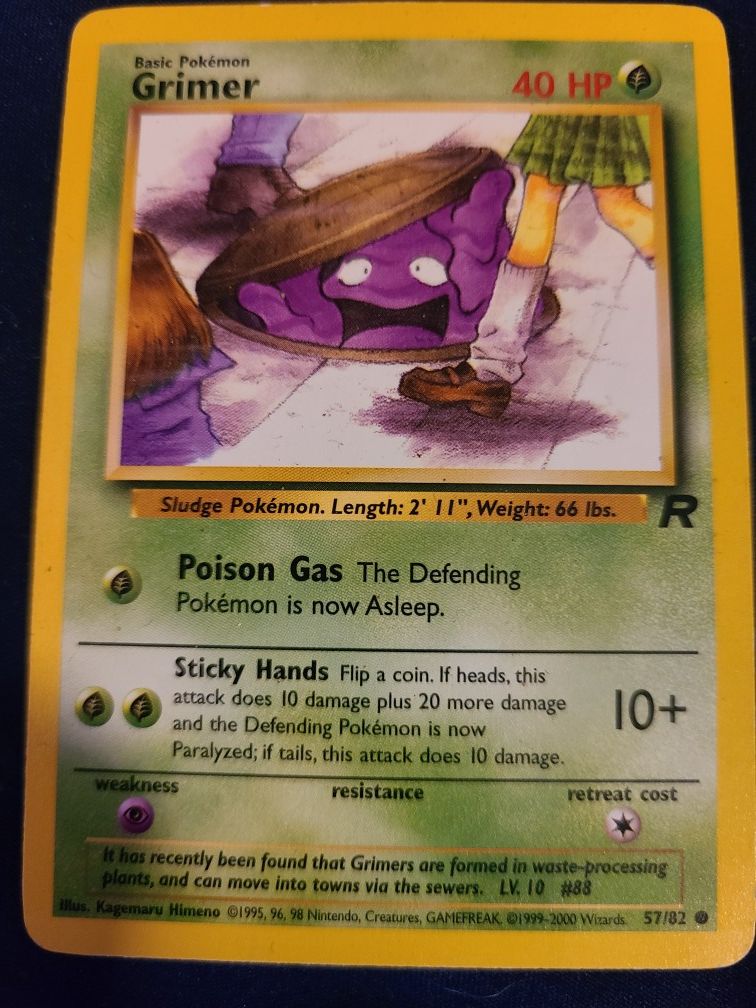 Basic Pokémon
Grimer 40 HP
Sludge Pokémon. Length: 2' 11", Weight: 66 lbs.
R
Poison Gas The Defending
Pokémon is now Asleep.
Sticky Hands Flip a coin. If heads, this
attack does 10 damage plus 20 more damage
and the Defending Pokémon is now
Paralyzed; if tails, this attack does 10 damage.
10+
weakness resistance retreat cost
It has recently been found that Grimers are formed in waste-processing
plants, and can move into towns via the sewers. LV. 10 #88
Illus. Kagemaru Himeno ©1995, 96, 98 Nintendo, Creatures, GAMEFREAK. ©1999-2000 Wizards. 57/82